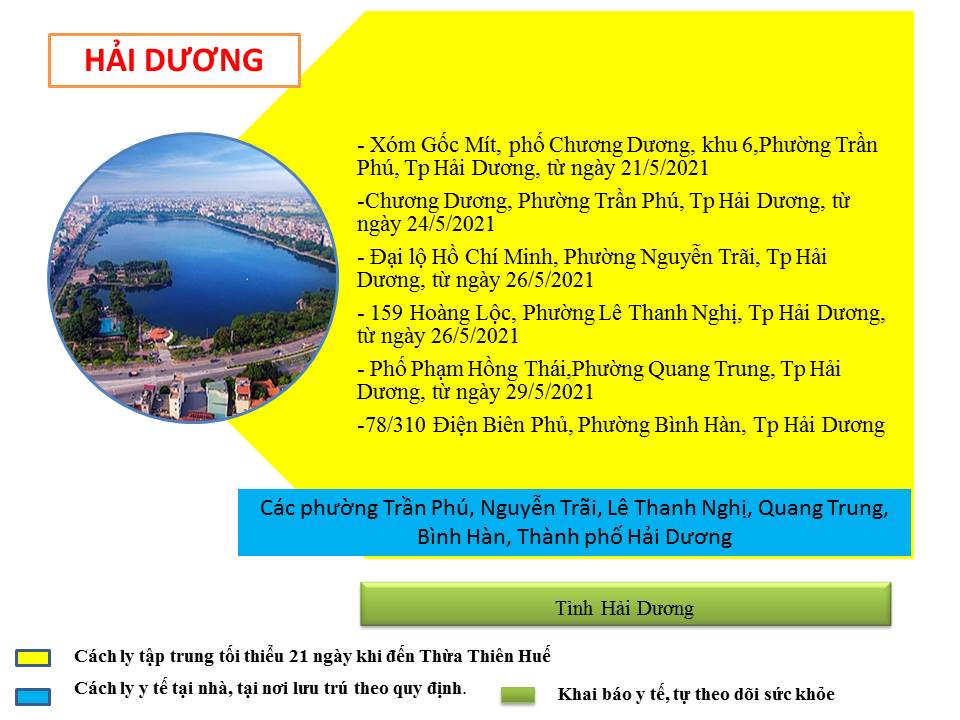 HẢI DƯƠNG
- Xóm Gốc Mít, phố Chương Dương, khu 6,Phường Trần
Phú, Tp Hải Dương, từ ngày 21/5/2021
-Chương Dương, Phường Trần Phú, Tp Hải Dương, từ
ngày 24/5/2021
- Đại lộ Hồ Chí Minh, Phường Nguyễn Trãi, Tp Hải
Dương, từ ngày 26/5/2021
- 159 Hoàng Lộc, Phường Lê Thanh Nghị, Tp Hải Dương,
từ ngày 26/5/2021
- Phố Phạm Hồng Thái,Phường Quang Trung, Tp Hải
Dương, từ ngày 29/5/2021
-78/310 Điện Biên Phủ, Phường Bình Hàn, Tp Hải Dương
Các phường Trần Phú, Nguyễn Trãi, Lê Thanh Nghị, Quang Trung,
Bình Hàn, Thành phố Hải Dương
Tỉnh Hải Dương
Cách ly tập trung tối thiểu 21 ngày khi đến Thừa Thiên Huế
Cách ly y tế tại nhà, tại nơi lưu trú theo quy định.
Khai báo y tế, tự theo dõi sức khỏe